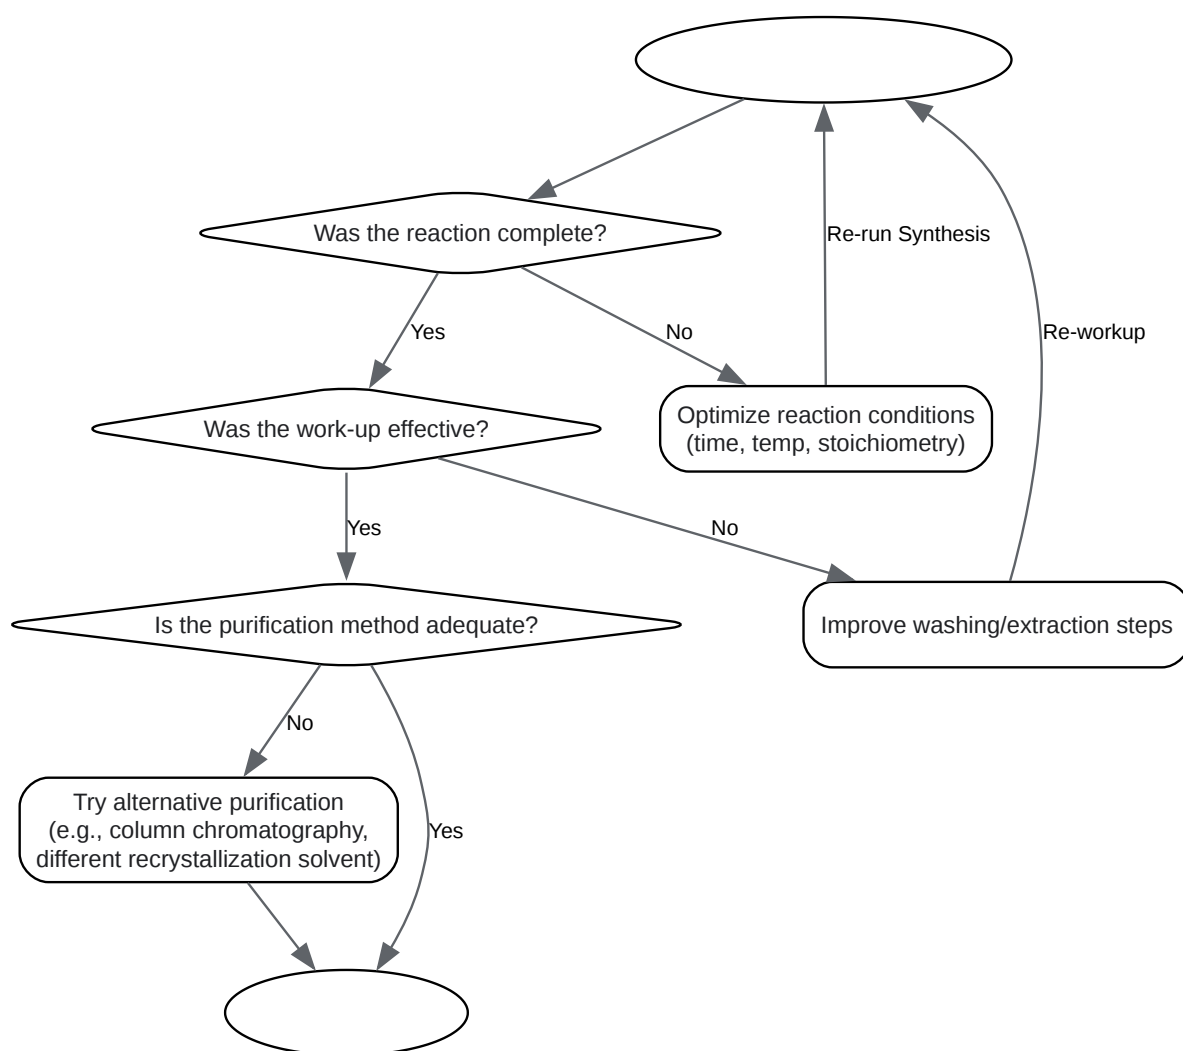 Was the reaction complete?
Re-run Synthesis
Yes
No
Re-workup
Optimize reaction conditions
(time, temp, stoichiometry)
Was the work-up effective?
Yes
No
Is the purification method adequate?
Improve washing/extraction steps
No
Try alternative purification
(e.g., column chromatography,
different recrystallization solvent)
Yes